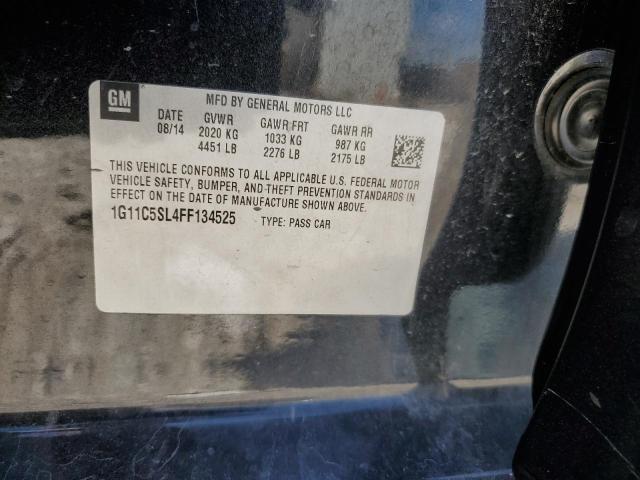 GM
MFD BY GENERAL MOTORS LLC
DATE GVWR GAWR FRT GAWR RR
08/14 2020 KG 1033 KG 987 KG
4451 LB 2276 LB 2175 LB
THIS VEHICLE CONFORMS TO ALL APPLICABLE U.S. FEDERAL MOTOR
VEHICLE SAFETY, BUMPER, AND THEFT PREVENTION STANDARDS IN
EFFECT ON THE DATE OF MANUFACTURE SHOWN ABOVE.
1G11C5SL4FF134525 TYPE: PASS CAR